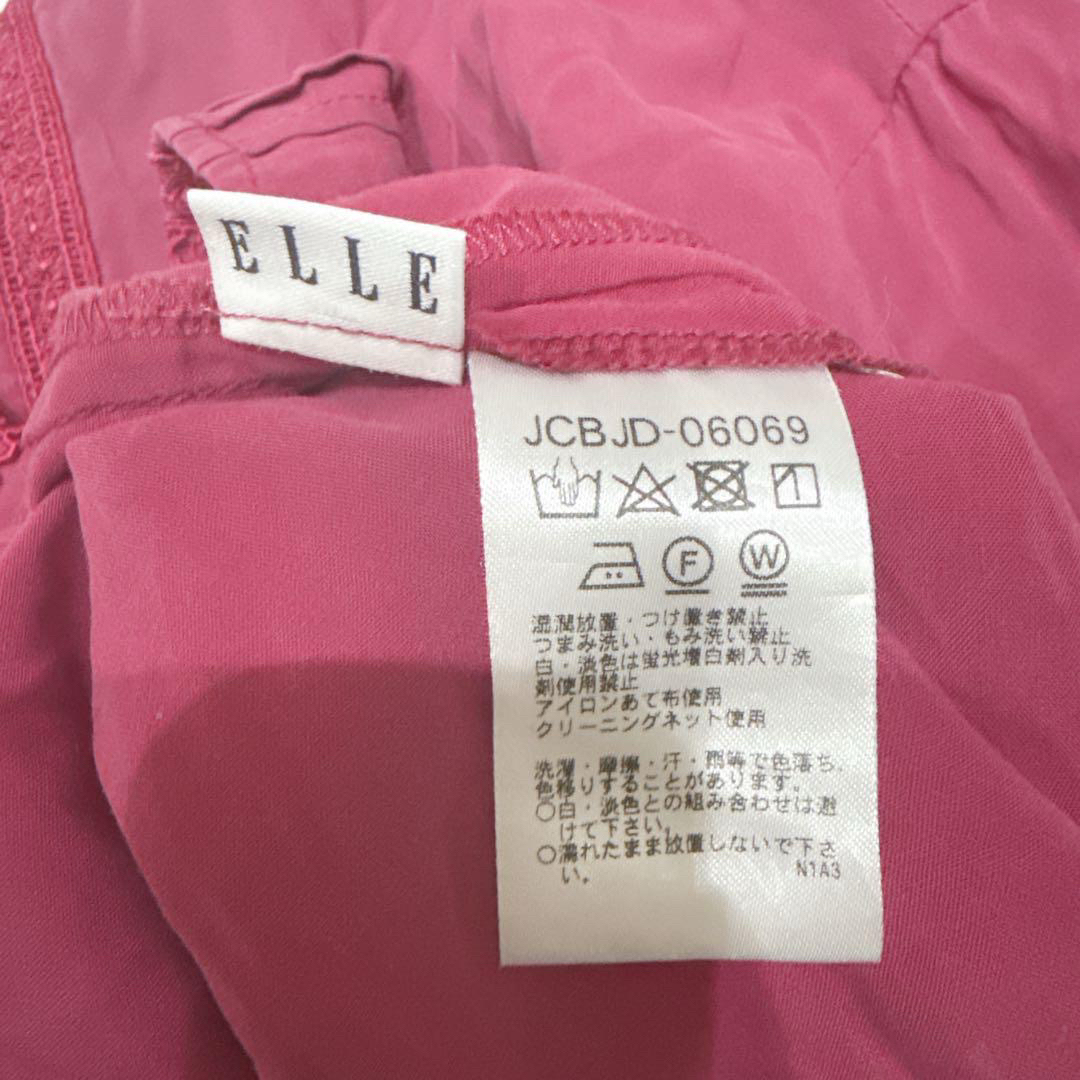 ELLE
JCBJD-06069
F W
湿潤放置・つけ置き禁止
つまみ洗い・もみ洗い禁止
白・淡色は蛍光増白剤入り洗
剤使用禁止
アイロンあて布使用
クリーニングネット使用
洗濯・摩擦・汗・雨等で色落ち、
色移りすることがあります。
○白・淡色との組み合わせは避
けて下さい。
○濡れたまま放置しないで下さ
い。
N1A3